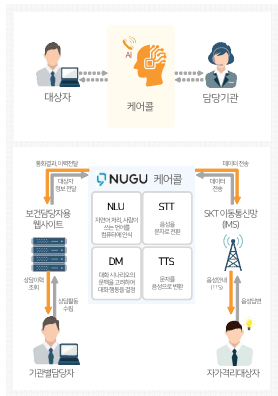 AI
대상자
케어콜
담당기관
통화결과, 이력전달
데이터 전송
대상자
정보 전달
NUGU 케어콜
데이터
전송
NLU
자연어 처리, 사람이
쓰는 언어를
컴퓨터에 인식
STT
음성을
문자로 전환
보건담당자용
웹사이트
SKT 이동통신망
(IMS)
DM
대화 시나리오의
문맥을 고려하여
대화 행동을 결정
TTS
문자를
음성으로 변환
상담이력
조회
상담활동
수립
음성안내
(TTS)
음성답변
기관별담당자
자가격리대상자